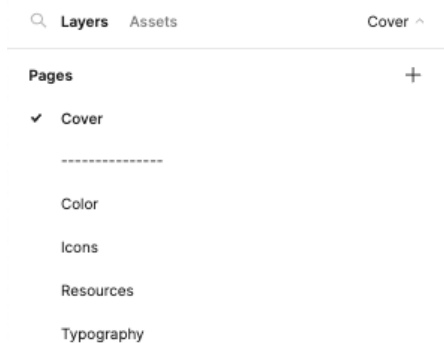 Layers Assets Cover
Pages
Cover
---------------
Color
Icons
Resources
Typography